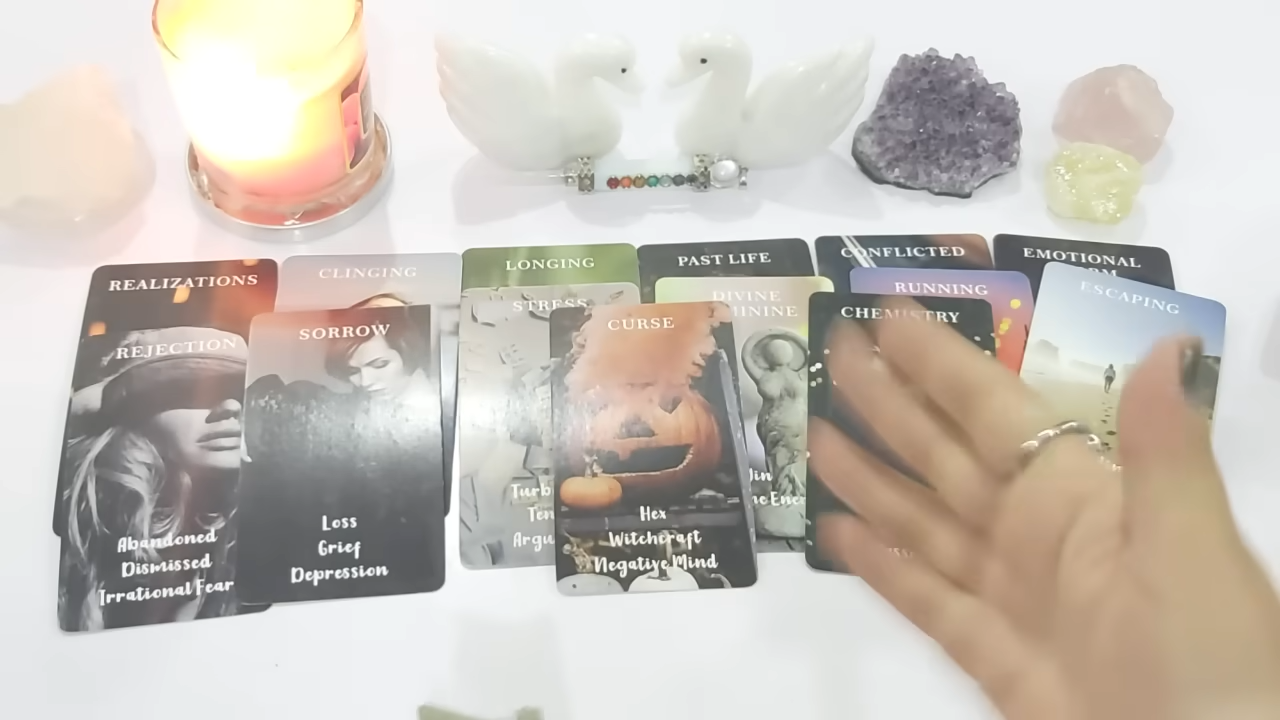 REALIZATIONS
CLINGING
LONGING
PAST LIFE
CONFLICTED
EMOTIONAL
REJECTION
Abandoned
Dismissed
Irrational Fear
SORROW
Loss
Grief
Depression
STRESS
CURSE
Hex
Witchcraft
Negative Mind
DIVINE
CHEMISTRY
RUNNING
ESCAPING